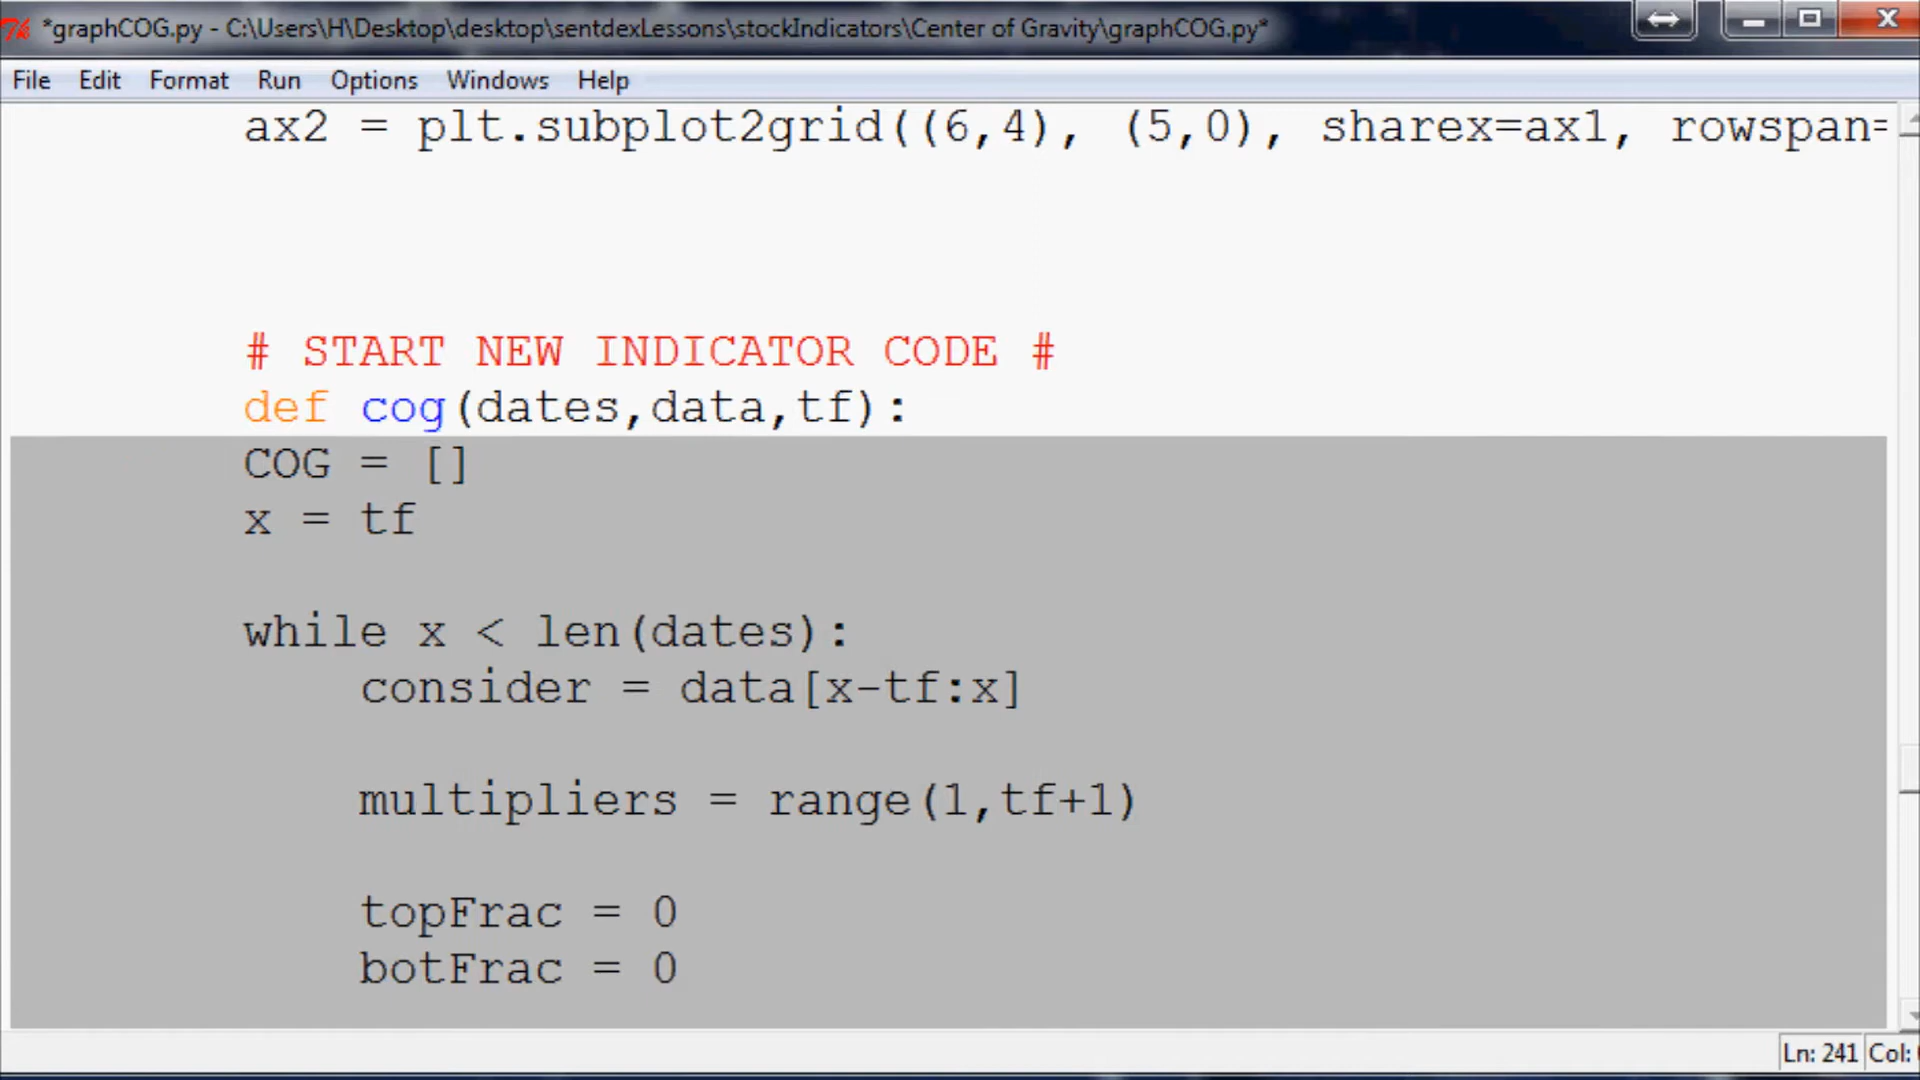 *graphCOG.py - C:\Users\H\Desktop\desktop\sentdexLessons\stockIndicators\Center of Gravity\graphCOG.py*
File Edit Format Run Options Windows Help
ax2 = plt.subplot2grid((6,4), (5,0), sharex=ax1, rowspan=
# START NEW INDICATOR CODE #
def cog(dates,data,tf):
COG = []
x = tf
while x < len(dates):
consider = data[x-tf:x]
multipliers = range(1,tf+1)
topFrac = 0
botFrac = 0
Ln: 241 Col: